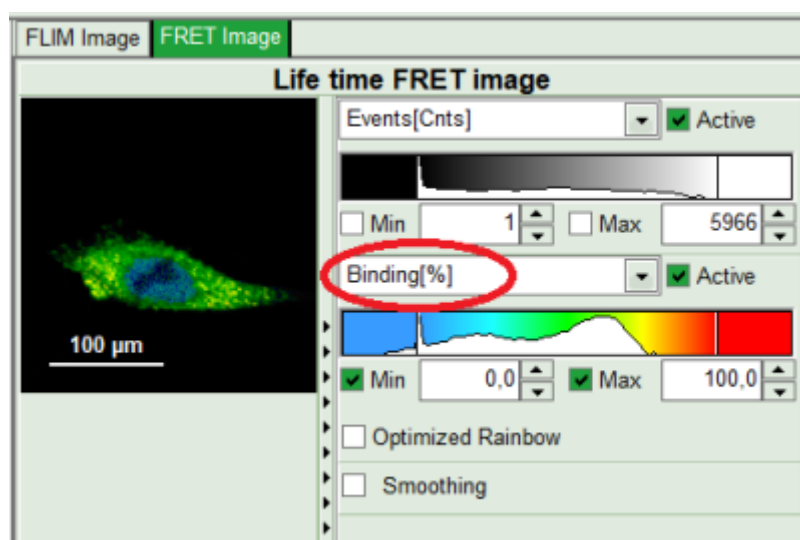 FLIM Image FRET Image
Life time FRET image
Events[Cnts] Active
Min 1 Max 5966
Binding[%] Active
100 µm
Min 0,0 Max 100,0
Optimized Rainbow
Smoothing